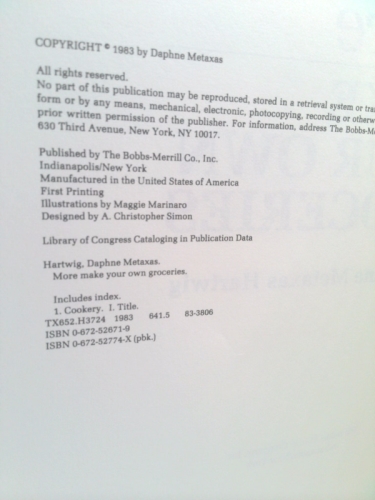 COPYRIGHT © 1983 by Daphne Metaxas
All rights reserved.
No part of this publication may be reproduced, stored in a retrieval system or
form or by any means, mechanical, electronic, photocopying, recording or
prior written permission of the publisher. For information, address The
630 Third Avenue, New York, NY 10017.
Published by The Bobbs-Merrill Co., Inc.
Indianapolis/New York
Manufactured in the United States of America
First Printing
Illustrations by Maggie Marinaro
Designed by A. Christopher Simon
Library of Congress Cataloging in Publication Data
Hartwig, Daphne Metaxas.
More make your own groceries.
Includes index.
1. Cookery. I. Title.
TX652.H3724 1983 641.5 83-3806
ISBN 0-672-52671-9
ISBN 0-672-52774-X (pbk.)